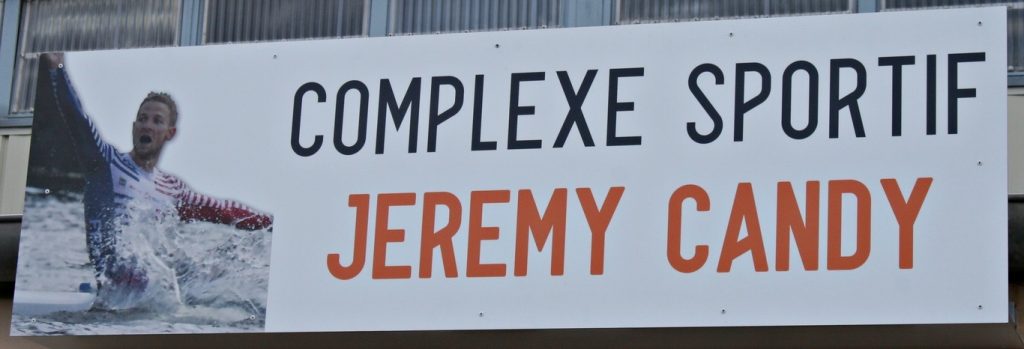 COMPLEXE SPORTIF
JEREMY CANDY